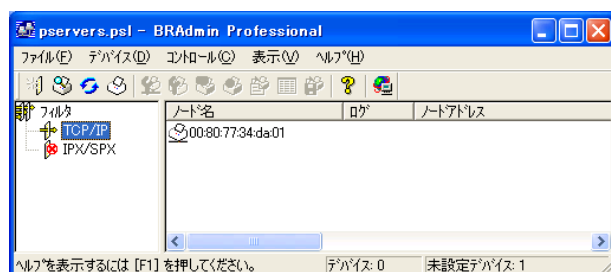 pservers.psl - BRAdmin Professional
ﾌｧｲﾙ(F) ﾃﾞﾊﾞｲｽ(D) ｺﾝﾄﾛｰﾙ(C) 表示(V) ﾍﾙﾌﾟ(H)
ﾌｨﾙﾀ
TCP/IP
IPX/SPX
ﾉｰﾄﾞ名 ﾛｸﾞ ﾉｰﾄﾞｱﾄﾞﾚｽ
00:80:77:34:da:01
ﾍﾙﾌﾟを表示するには [F1] を押してください。 ﾃﾞﾊﾞｲｽ: 0 未設定ﾃﾞﾊﾞｲｽ: 1